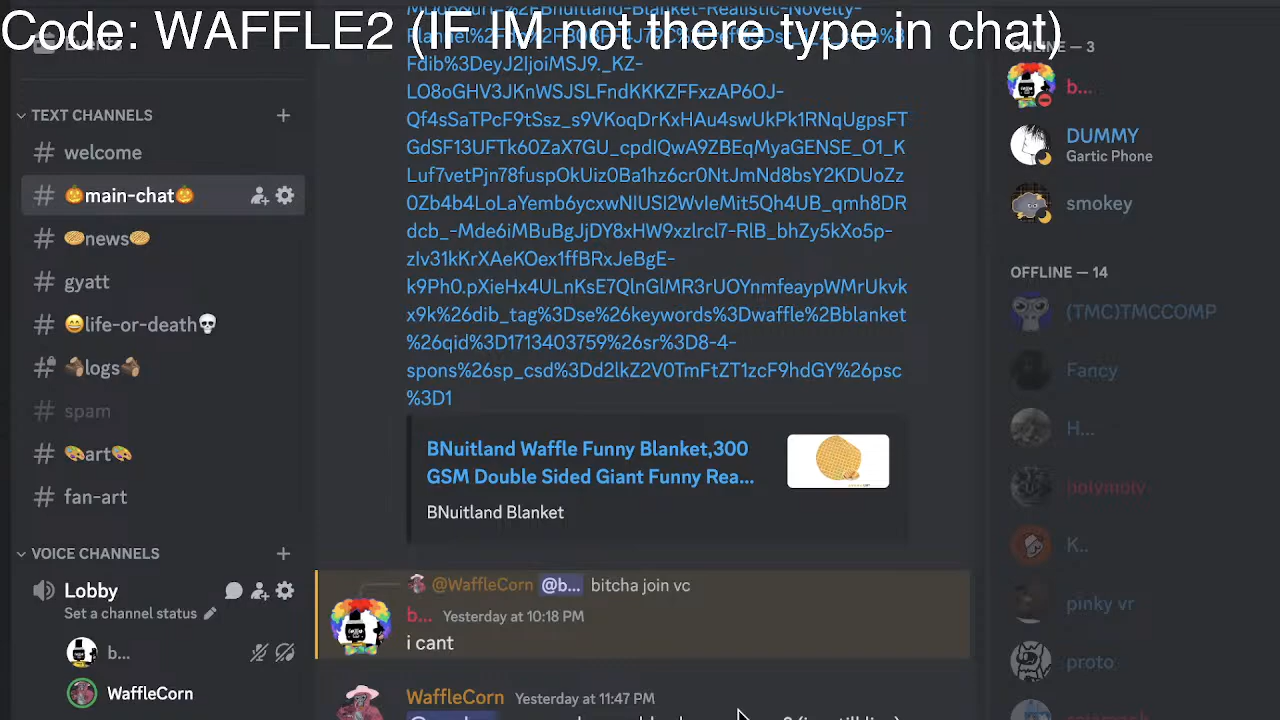 Code: WAFFLE2 (IF IM not there type in chat)
Events
TEXT CHANNELS
welcome
🎃main-chat🎃
🧇news🧇
gyatt
😄life-or-death💀
🪵logs🪵
spam
🎨art🎨
fan-art
VOICE CHANNELS
Lobby
Set a channel status
b...
WaffleCorn
Fdib%3DeyJ2IjoiMSJ9._KZ-
LO8oGHV3JKnWSJSLFndKKKZFFxzAP6OJ-
Qf4sSaTPcF9tSsz_s9VKoqDrKxHAu4swUkPk1RNqUgpsFT
GdSF13UFTk60ZaX7GU_cpdIQwA9ZBEqMyaGENSE_O1_K
Luf7vetPjn78fuspOkUiz0Ba1hz6cr0NtJmNd8bsY2KDUoZz
0Zb4b4LoLaYemb6ycxwNIUSI2WvIeMit5Qh4UB_qmh8DR
dcb_-Mde6iMBuBgJjDY8xHW9xzlrcl7-RlB_bhZy5kXo5p-
zIv31kKrXAeKOex1ffBRxJeBgE-
k9Ph0.pXieHx4ULnKsE7QlnGlMR3rUOYnmfeaypWMrUkvk
x9k%26dib_tag%3Dse%26keywords%3Dwaffle%2Bblanket
%26qid%3D1713403759%26sr%3D8-4-
spons%26sp_csd%3Dd2lkZ2V0TmFtZT1zcF9hdGY%26psc
%3D1
BNuitland Waffle Funny Blanket,300
GSM Double Sided Giant Funny Rea...
BNuitland Blanket
@WaffleCorn @b... bitcha join vc
b... Yesterday at 10:18 PM
i cant
WaffleCorn Yesterday at 11:47 PM
ONLINE — 3
b...
DUMMY
Gartic Phone
smokey
OFFLINE — 14
(TMC)TMCCOMP
Fancy
H...
holymoly
K..
pinky vr
proto